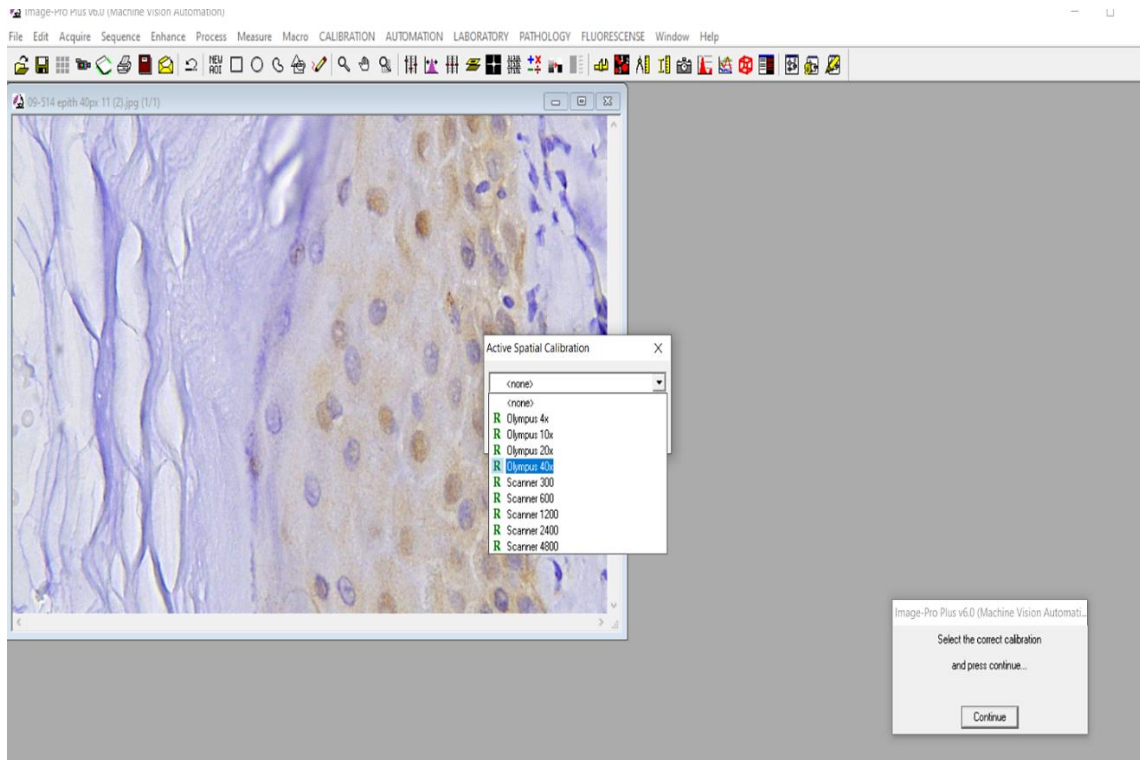 Image-Pro Plus v6.0 (Machine Vision Automation)
File Edit Acquire Sequence Enhance Process Measure Macro CALIBRATION AUTOMATION LABORATORY PATHOLOGY FLUORESCENSE Window Help
NEW
AOI
09-514 epith 40px 11 (2).jpg (1/1)
Active Spatial Calibration X
<none>
<none>
R Olympus 4x
R Olympus 10x
R Olympus 20x
R Olympus 40x
R Scanner 300
R Scanner 600
R Scanner 1200
R Scanner 2400
R Scanner 4800
Image-Pro Plus v6.0 (Machine Vision Automati...
Select the correct calibration
and press continue...
Continue